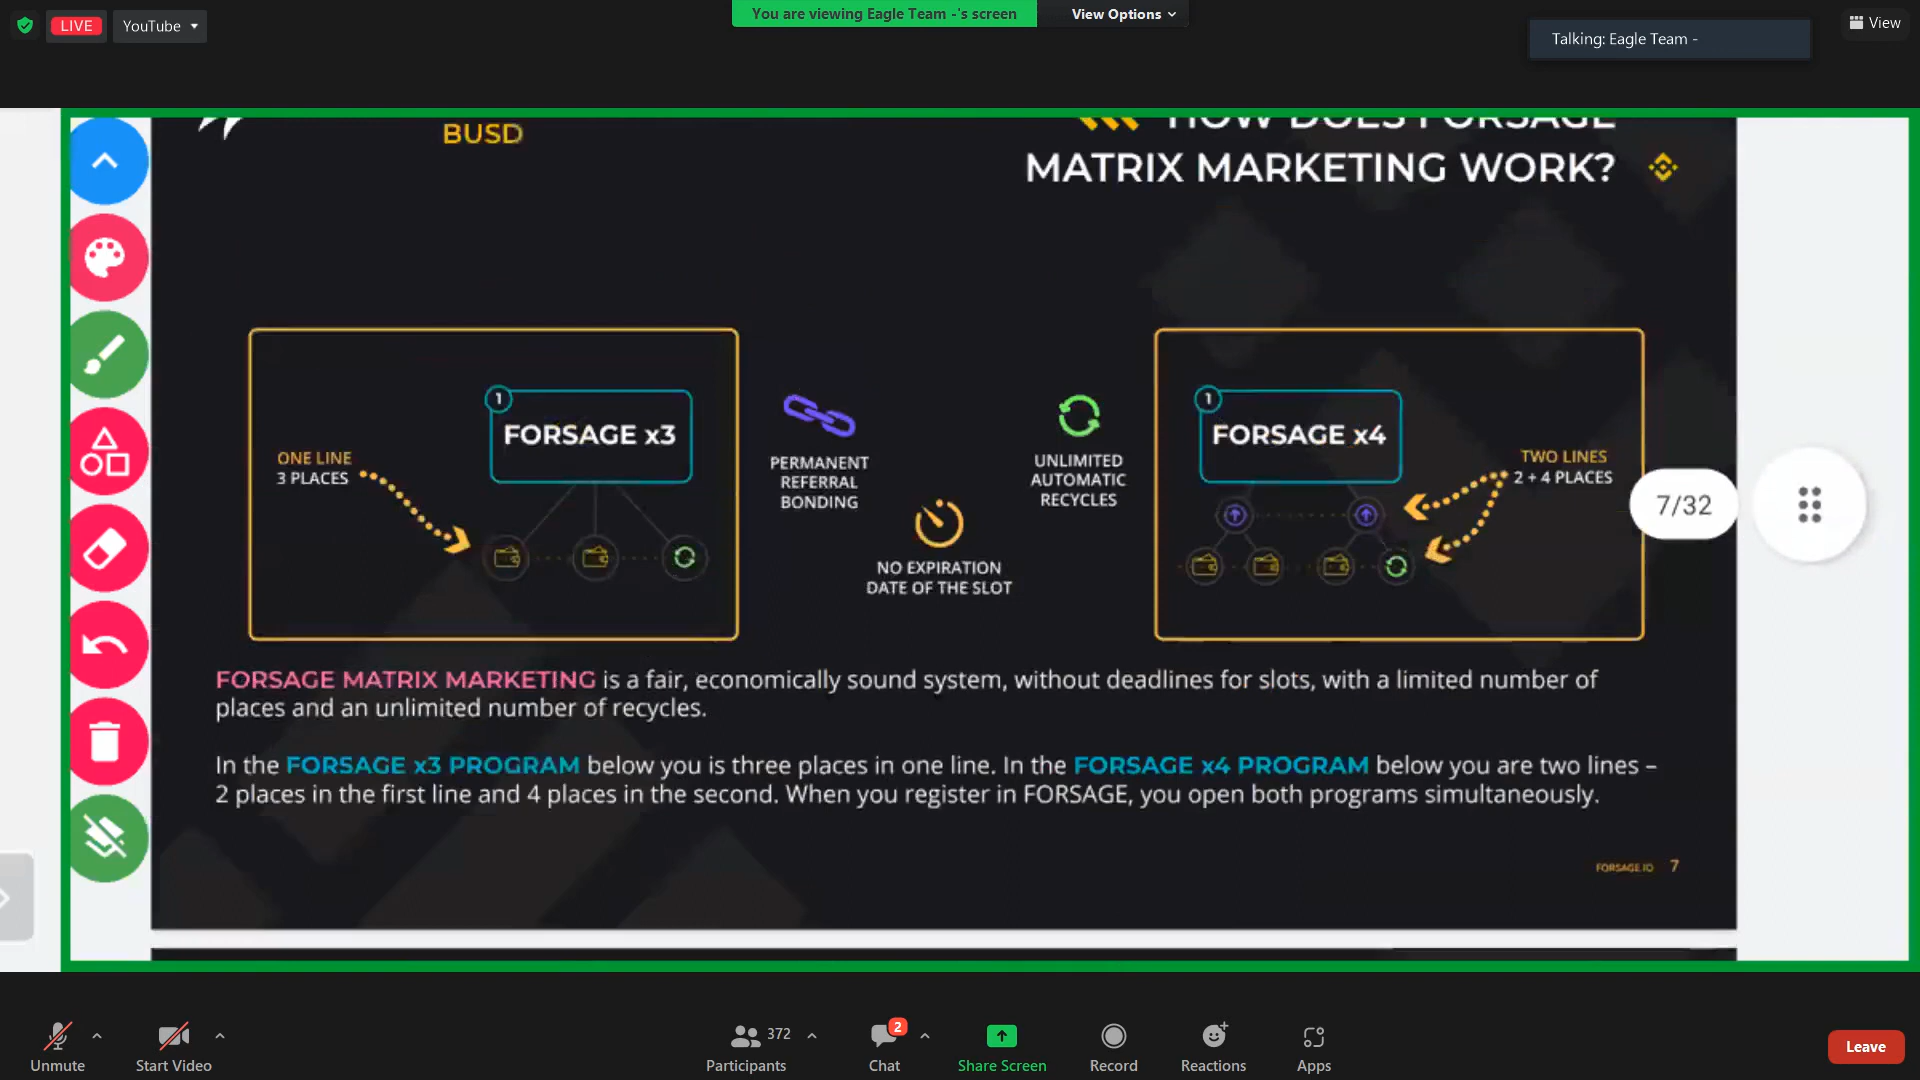 LIVE
YouTube
You are viewing Eagle Team -'s screen
View Options
Talking: Eagle Team -
View
BUSD
HOW DOES FORSAGE
MATRIX MARKETING WORK?
1
FORSAGE x3
ONE LINE
3 PLACES
PERMANENT
REFERRAL
BONDING
NO EXPIRATION
DATE OF THE SLOT
UNLIMITED
AUTOMATIC
RECYCLES
1
FORSAGE x4
TWO LINES
2 + 4 PLACES
7/32
FORSAGE MATRIX MARKETING is a fair, economically sound system, without deadlines for slots, with a limited number of
places and an unlimited number of recycles.
In the FORSAGE x3 PROGRAM below you is three places in one line. In the FORSAGE x4 PROGRAM below you are two lines –
2 places in the first line and 4 places in the second. When you register in FORSAGE, you open both programs simultaneously.
FORSAGE.IO 7
Unmute
Start Video
372
Participants
2
Chat
Share Screen
Record
Reactions
Apps
Leave